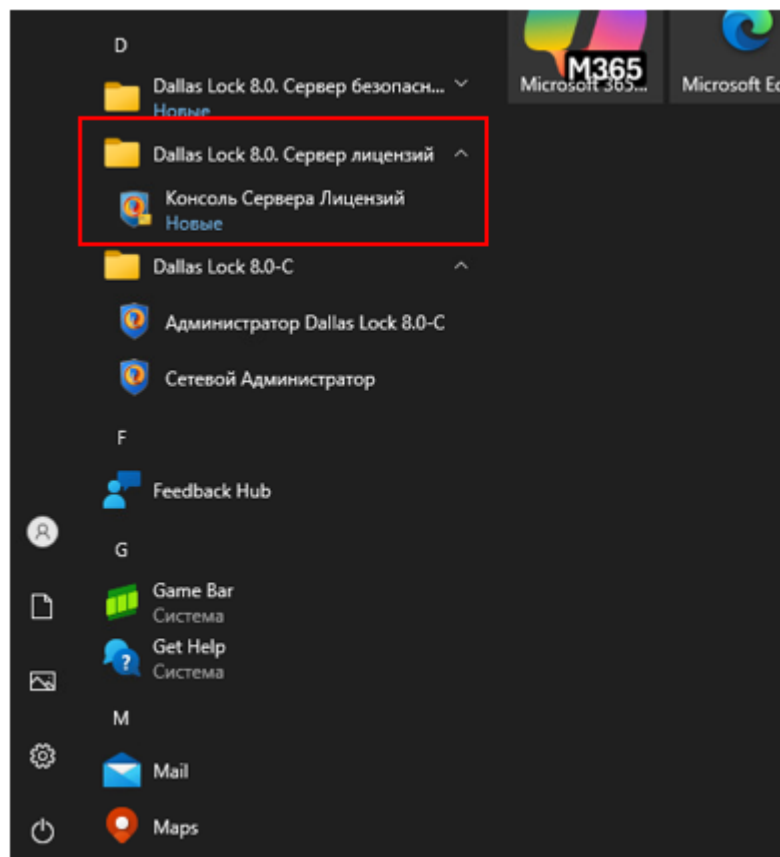 D
Dallas Lock 8.0. Сервер безопасн...
Новые
Dallas Lock 8.0. Сервер лицензий
Консоль Сервера Лицензий
Новые
Dallas Lock 8.0-C
Администратор Dallas Lock 8.0-C
Сетевой Администратор
F
Feedback Hub
G
Game Bar
Система
Get Help
Система
M
Mail
Maps
M365
Microsoft 365...
Microsoft Ed